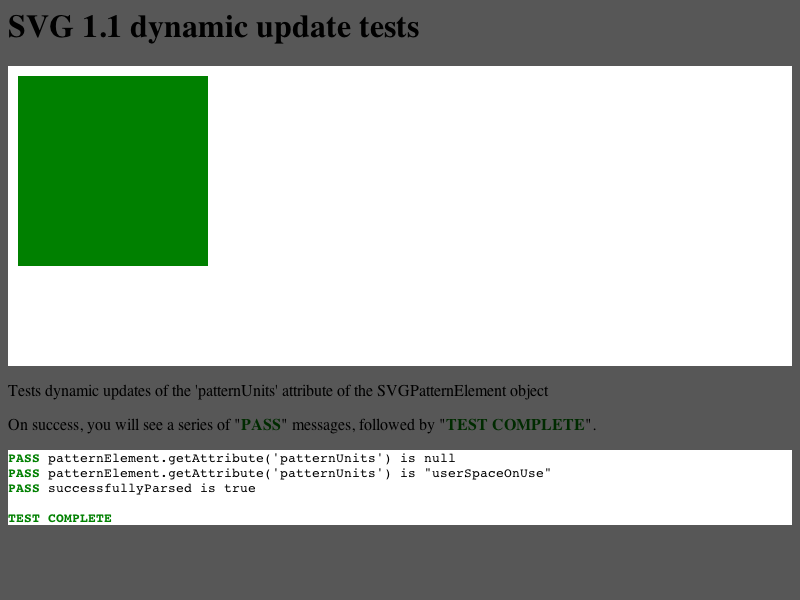 SVG 1.1 dynamic update tests
Tests dynamic updates of the 'patternUnits' attribute of the SVGPatternElement object
On success, you will see a series of "PASS" messages, followed by "TEST COMPLETE".
PASS patternElement.getAttribute('patternUnits') is null
PASS patternElement.getAttribute('patternUnits') is "userSpaceOnUse"
PASS successfullyParsed is true
TEST COMPLETE